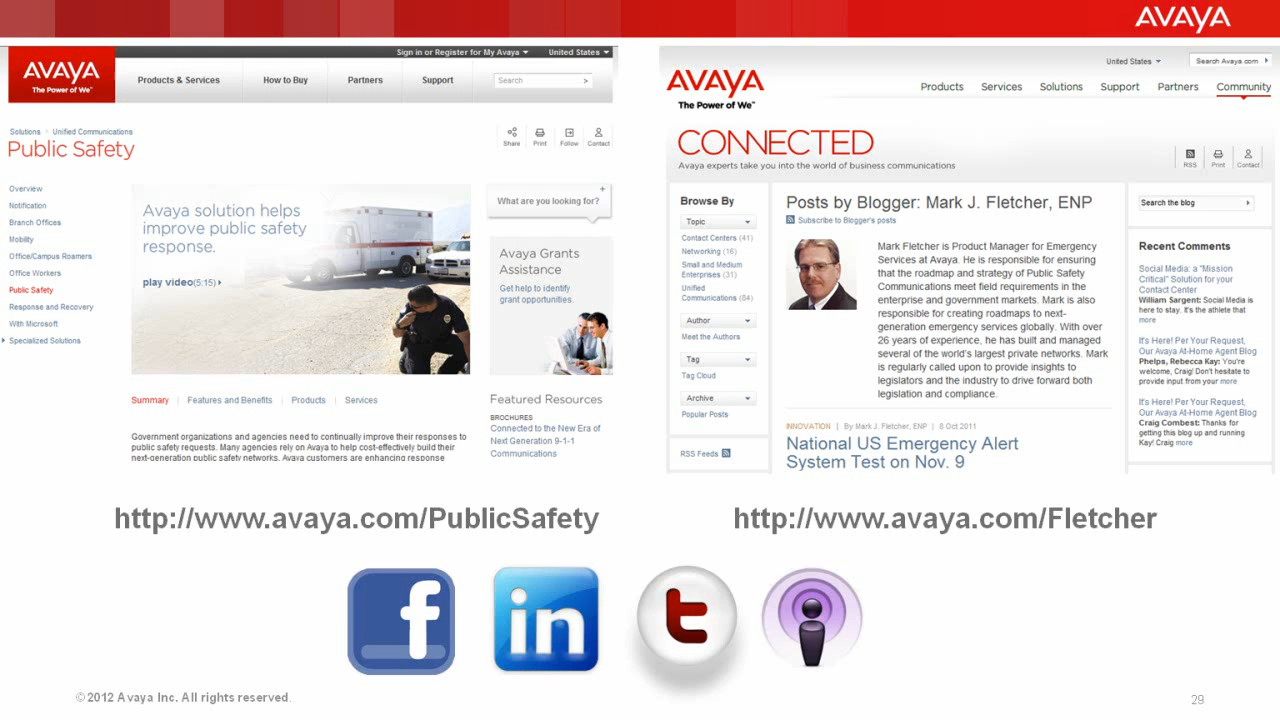 AVAYA
Sign in or Register for My Avaya
United States
AVAYA
The Power of We™
Products & Services
How to Buy
Partners
Support
Search
Solutions › Unified Communications
Public Safety
Share
Print
Follow
Contact
Overview
Notification
Branch Offices
Mobility
Office/Campus Roamers
Office Workers
Public Safety
Response and Recovery
With Microsoft
Specialized Solutions
Avaya solution helps
improve public safety
response.
play video(5:15)
What are you looking for?
Avaya Grants
Assistance
Get help to identify
grant opportunities.
Summary
Features and Benefits
Products
Services
Government organizations and agencies need to continually improve their responses to
public safety requests. Many agencies rely on Avaya to help cost-effectively build their
next-generation public safety networks. Avaya customers are enhancing response
Featured Resources
BROCHURES
Connected to the New Era of
Next Generation 9-1-1
Communications
United States
Search Avaya.com
AVAYA
The Power of We™
Products
Services
Solutions
Support
Partners
Community
CONNECTED
Avaya experts take you into the world of business communications
RSS
Print
Contact
Browse By
Topic
Contact Centers (41)
Networking (16)
Small and Medium
Enterprises (31)
Unified
Communications (84)
Author
Meet the Authors
Tag
Tag Cloud
Archive
Popular Posts
RSS Feeds
Posts by Blogger: Mark J. Fletcher, ENP
Subscribe to Blogger's posts
Mark Fletcher is Product Manager for Emergency
Services at Avaya. He is responsible for ensuring
that the roadmap and strategy of Public Safety
Communications meet field requirements in the
enterprise and government markets. Mark is also
responsible for creating roadmaps to next-
generation emergency services globally. With over
26 years of experience, he has built and managed
several of the world's largest private networks. Mark
is regularly called upon to provide insights to
legislators and the industry to drive forward both
legislation and compliance.
INNOVATION | By Mark J. Fletcher, ENP | 8 Oct 2011
National US Emergency Alert
System Test on Nov. 9
Search the blog
Recent Comments
Social Media: a "Mission
Critical" Solution for your
Contact Center
William Sargent: Social Media is
here to stay. It's the athlete that
more
It's Here! Per Your Request,
Our Avaya At-Home Agent Blog
Phelps, Rebecca Kay: You're
welcome, Craig! Don't hesitate to
provide input from your more
It's Here! Per Your Request,
Our Avaya At-Home Agent Blog
Craig Combest: Thanks for
getting this blog up and running
Kay! Craig more
http://www.avaya.com/PublicSafety
http://www.avaya.com/Fletcher
f
in
t
© 2012 Avaya Inc. All rights reserved.
29